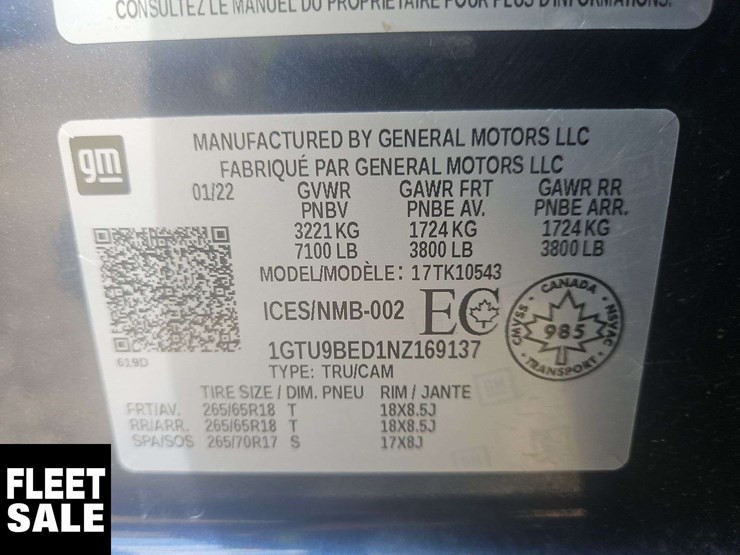 CONSULTEZ LE MANUEL DU PROPRIÉTAIRE POUR PLUS D'INFORMATIONS.
gm
MANUFACTURED BY GENERAL MOTORS LLC
FABRIQUÉ PAR GENERAL MOTORS LLC
01/22 GVWR GAWR FRT GAWR RR
PNBV PNBE AV. PNBE ARR.
3221 KG 1724 KG 1724 KG
7100 LB 3800 LB 3800 LB
MODEL/MODÈLE: 17TK10543
ICES/NMB-002 EC
CANADA
CMVSS 985 NSVAC
TRANSPORT
619D
1GTU9BED1NZ169137
TYPE: TRU/CAM
TIRE SIZE / DIM. PNEU RIM / JANTE
FRT/AV. 265/65R18 T 18X8.5J
RR/ARR. 265/65R18 T 18X8.5J
SPA/SOS 265/70R17 S 17X8J
FLEET
SALE